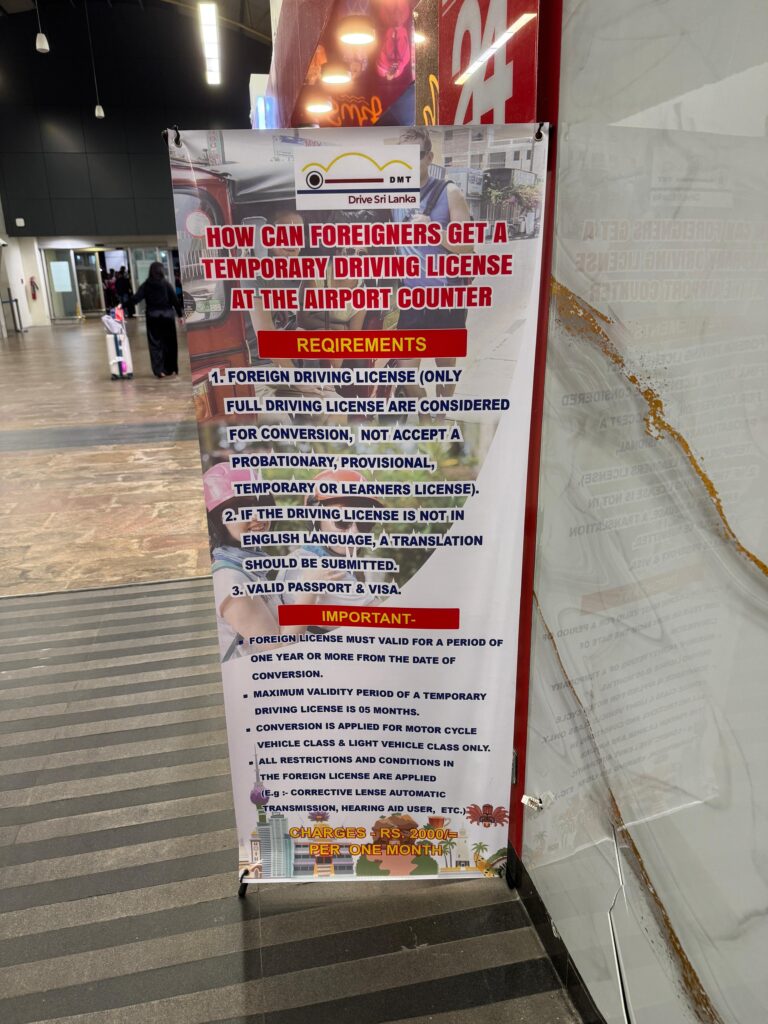 24
DMT
Drive Sri Lanka
HOW CAN FOREIGNERS GET A
TEMPORARY DRIVING LICENSE
AT THE AIRPORT COUNTER
REQIREMENTS
1. FOREIGN DRIVING LICENSE (ONLY
FULL DRIVING LICENSE ARE CONSIDERED
FOR CONVERSION, NOT ACCEPT A
PROBATIONARY, PROVISIONAL,
TEMPORARY OR LEARNERS LICENSE).
2. IF THE DRIVING LICENSE IS NOT IN
ENGLISH LANGUAGE, A TRANSLATION
SHOULD BE SUBMITTED.
3. VALID PASSPORT & VISA.
IMPORTANT-
▪ FOREIGN LICENSE MUST VALID FOR A PERIOD OF
ONE YEAR OR MORE FROM THE DATE OF
CONVERSION.
▪ MAXIMUM VALIDITY PERIOD OF A TEMPORARY
DRIVING LICENSE IS 05 MONTHS.
▪ CONVERSION IS APPLIED FOR MOTOR CYCLE
VEHICLE CLASS & LIGHT VEHICLE CLASS ONLY.
▪ ALL RESTRICTIONS AND CONDITIONS IN
THE FOREIGN LICENSE ARE APPLIED
(E.g :- CORRECTIVE LENSE AUTOMATIC
TRANSMISSION, HEARING AID USER, ETC.)
CHARGES - RS. 2000/=
PER ONE MONTH